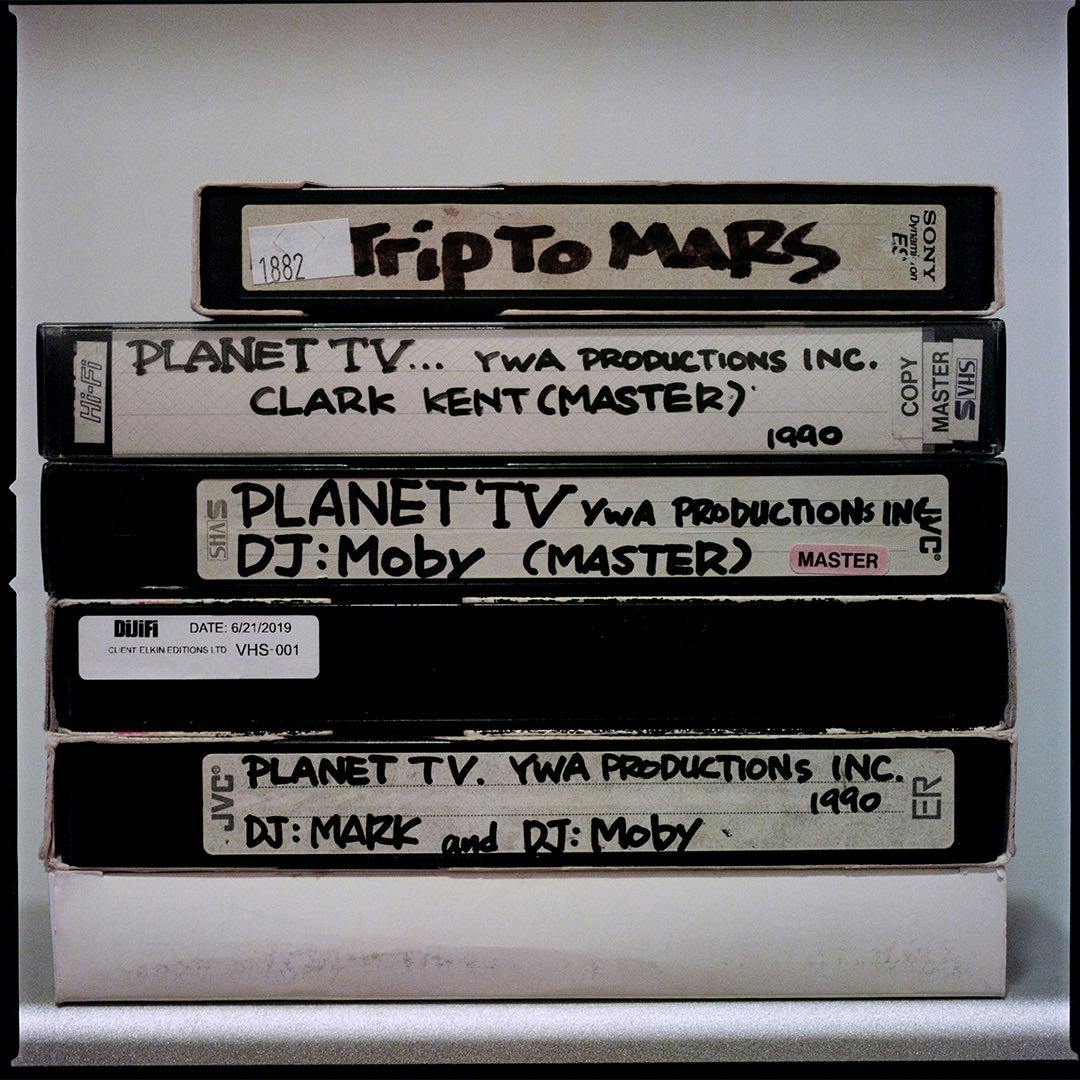 1882
Trip To MARS
SONY
ES
Hi-Fi
PLANET TV... YWA PRODUCTIONS INC.
CLARK KENT (MASTER)
1990
COPY
MASTER
S VHS
SVHS
PLANET TV YWA PRODUCTIONS INC
DJ: Moby (MASTER)
MASTER
JVC
DiJiFi DATE: 6/21/2019
CLIENT ELKIN EDITIONS LTD VHS-001
JVC
PLANET TV. YWA PRODUCTIONS INC.
1990
DJ: MARK and DJ: Moby
ER